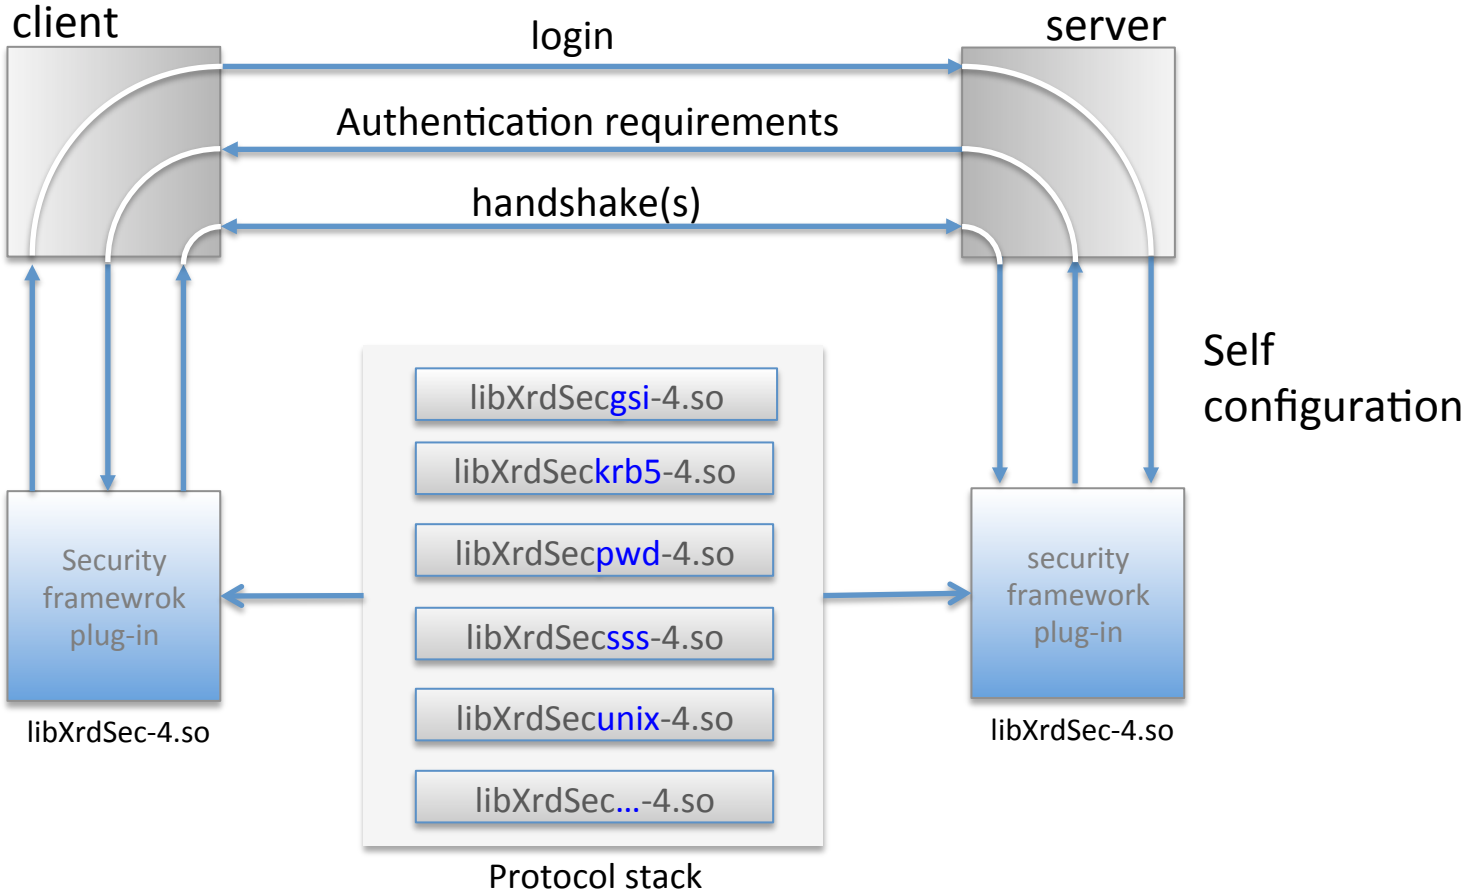 client
server
login
Authentication requirements
handshake(s)
Self
configuration
libXrdSecgsi-4.so
libXrdSeckrb5-4.so
libXrdSecpwd-4.so
libXrdSecsss-4.so
libXrdSecunix-4.so
libXrdSec...-4.so
Security
framewrok
plug-in
libXrdSec-4.so
security
framework
plug-in
libXrdSec-4.so
Protocol stack